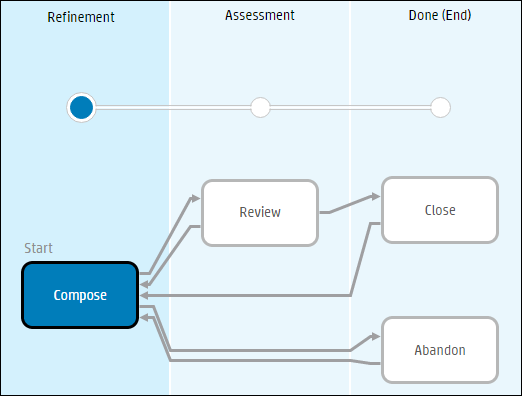 Refinement
Assessment
Done (End)
Review
Close
Start
Compose
Abandon